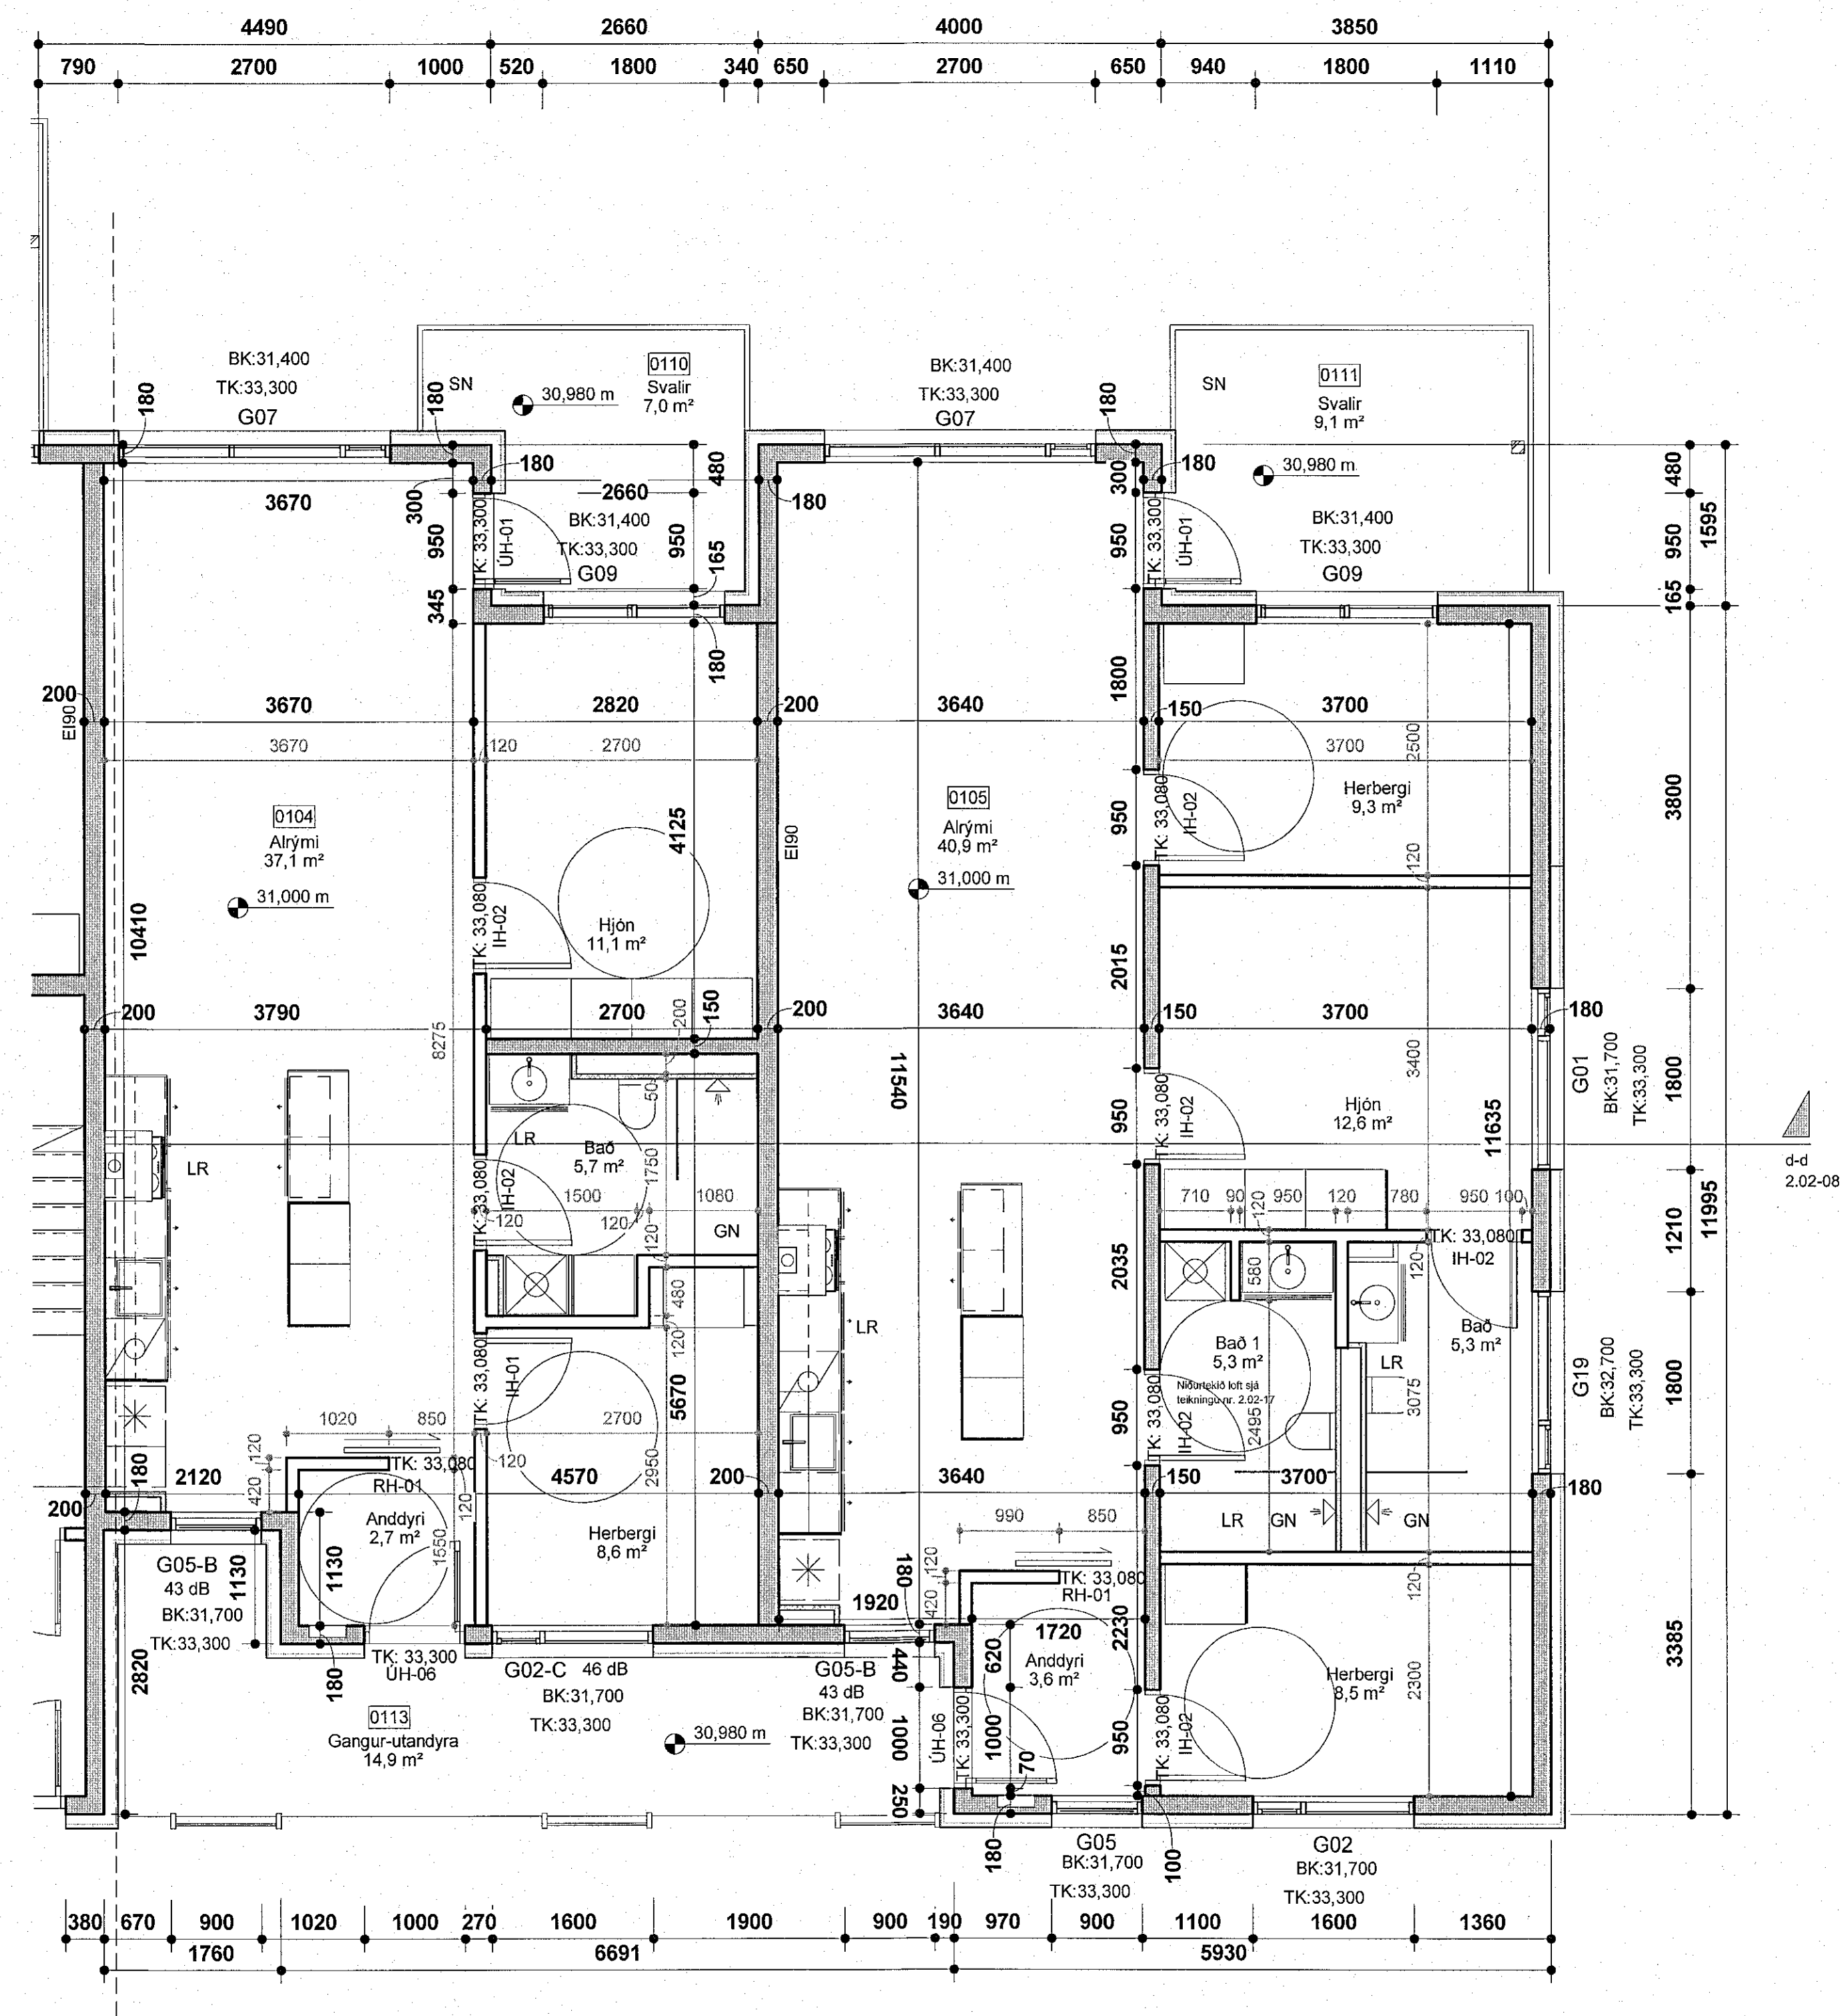 4490 2660 4000 3850
790 2700 1000 520 1800 340 650 2700 650 940 1800 1110
BK:31,400
TK:33,300
G07
180
180
SN
0110
Svalir
7,0 m²
30,980 m
BK:31,400
TK:33,300
G07
180
SN
0111
Svalir
9,1 m²
30,980 m
180
480
180
300
180
480
1595
3670
300
2660
180
950
ÚH-01
BK:31,400
TK:33,300
G09
950
165
950
ÚH-01
BK:31,400
TK:33,300
G09
950
165
K: 33,300
TK: 33,300
345
180
200
EI90
3670
2820
200
3640
1800
150
3700
3670
120
2700
3700
2500
0104
Alrými
37,1 m²
31,000 m
4125
EI90
0105
Alrými
40,9 m²
31,000 m
950
TK: 33,080
IH-02
Herbergi
9,3 m²
3800
120
10410
TK: 33,080
IH-02
Hjón
11,1 m²
2015
200
3790
2700
200
150
200
3640
150
3700
180
8275
11540
3400
G01
BK:31,700
TK:33,300
1800
50
LR
Bað
5,7 m²
1750
950
K: 33,080
IH-02
Hjón
12,6 m²
11635
d-d
2.02-08
LR
K: 33,080
IH-02
1500
1080
120
120
120
GN
710 90 950 120 780 950 100
120
TK: 33,080
IH-02
1210
11995
2035
580
120
480
120
LR
Bað 1
5,3 m²
Niðurtekið loft sjá
teikningu nr. 2.02-17
LR
Bað
5,3 m²
G19
BK:32,700
TK:33,300
1800
TK: 33,080
IH-01
5670
950
K: 33,080
IH-02
2495
3075
1020
850
2700
120
TK: 33,080
RH-01
120
420
180
2120
200
120
4570
2950
200
3640
150
3700
180
Anddyri
2,7 m²
1550
1130
Herbergi
8,6 m²
990
850
LR
GN
GN
G05-B
43 dB
BK:31,700
TK:33,300
1130
180
120
420
TK: 33,080
RH-01
120
1920
1720
2230
2820
180
TK: 33,300
ÚH-06
G02-C 46 dB
BK:31,700
TK:33,300
G05-B
43 dB
BK:31,700
TK:33,300
440
620
Anddyri
3,6 m²
Herbergi
8,5 m²
2300
3385
0113
Gangur-utandyra
14,9 m²
30,980 m
1000
ÚH-06
TK: 33,300
1000
950
TK: 33,080
IH-02
70
250
180
G05
BK:31,700
TK:33,300
100
G02
BK:31,700
TK:33,300
380 670 900 1020 1000 270 1600 1900 900 190 970 900 1100 1600 1360
1760 6691 5930